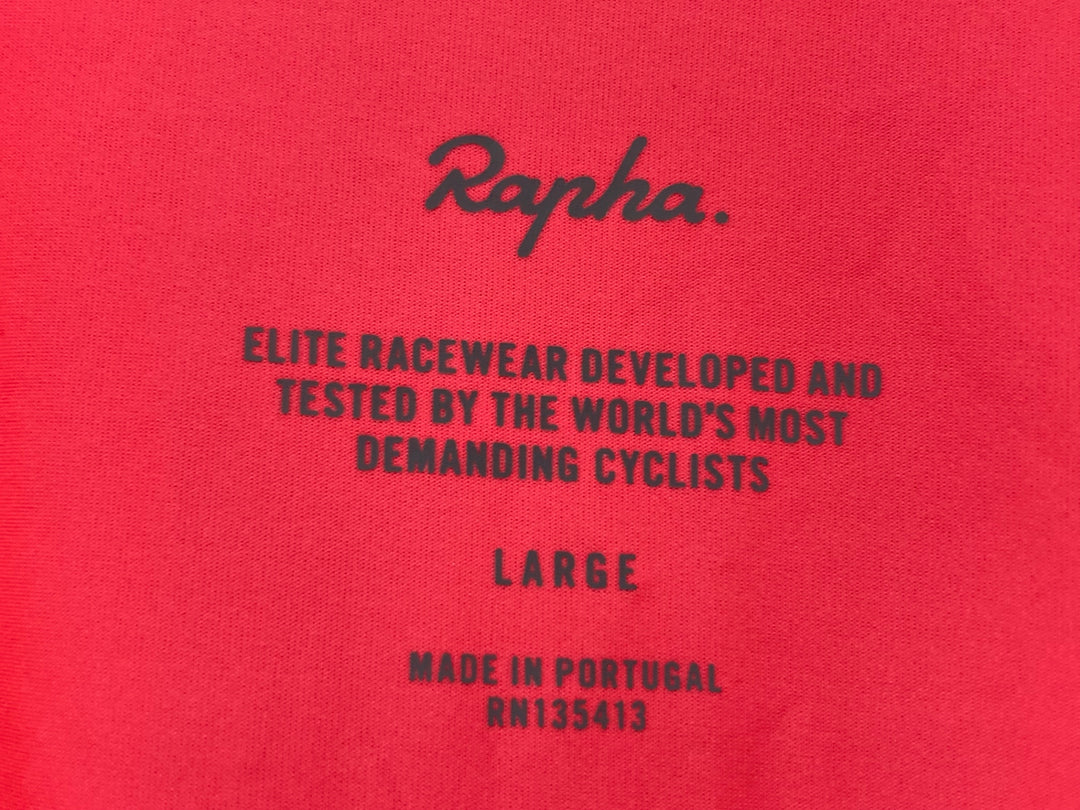 Rapha.
ELITE RACEWEAR DEVELOPED AND
TESTED BY THE WORLD'S MOST
DEMANDING CYCLISTS
LARGE
MADE IN PORTUGAL
RN135413